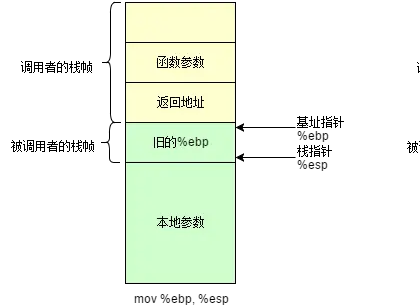 函数参数
调用者的栈帧
返回地址
基址指针
%ebp
被调用者的栈帧
旧的%ebp
栈指针
%esp
本地参数
mov %ebp, %esp